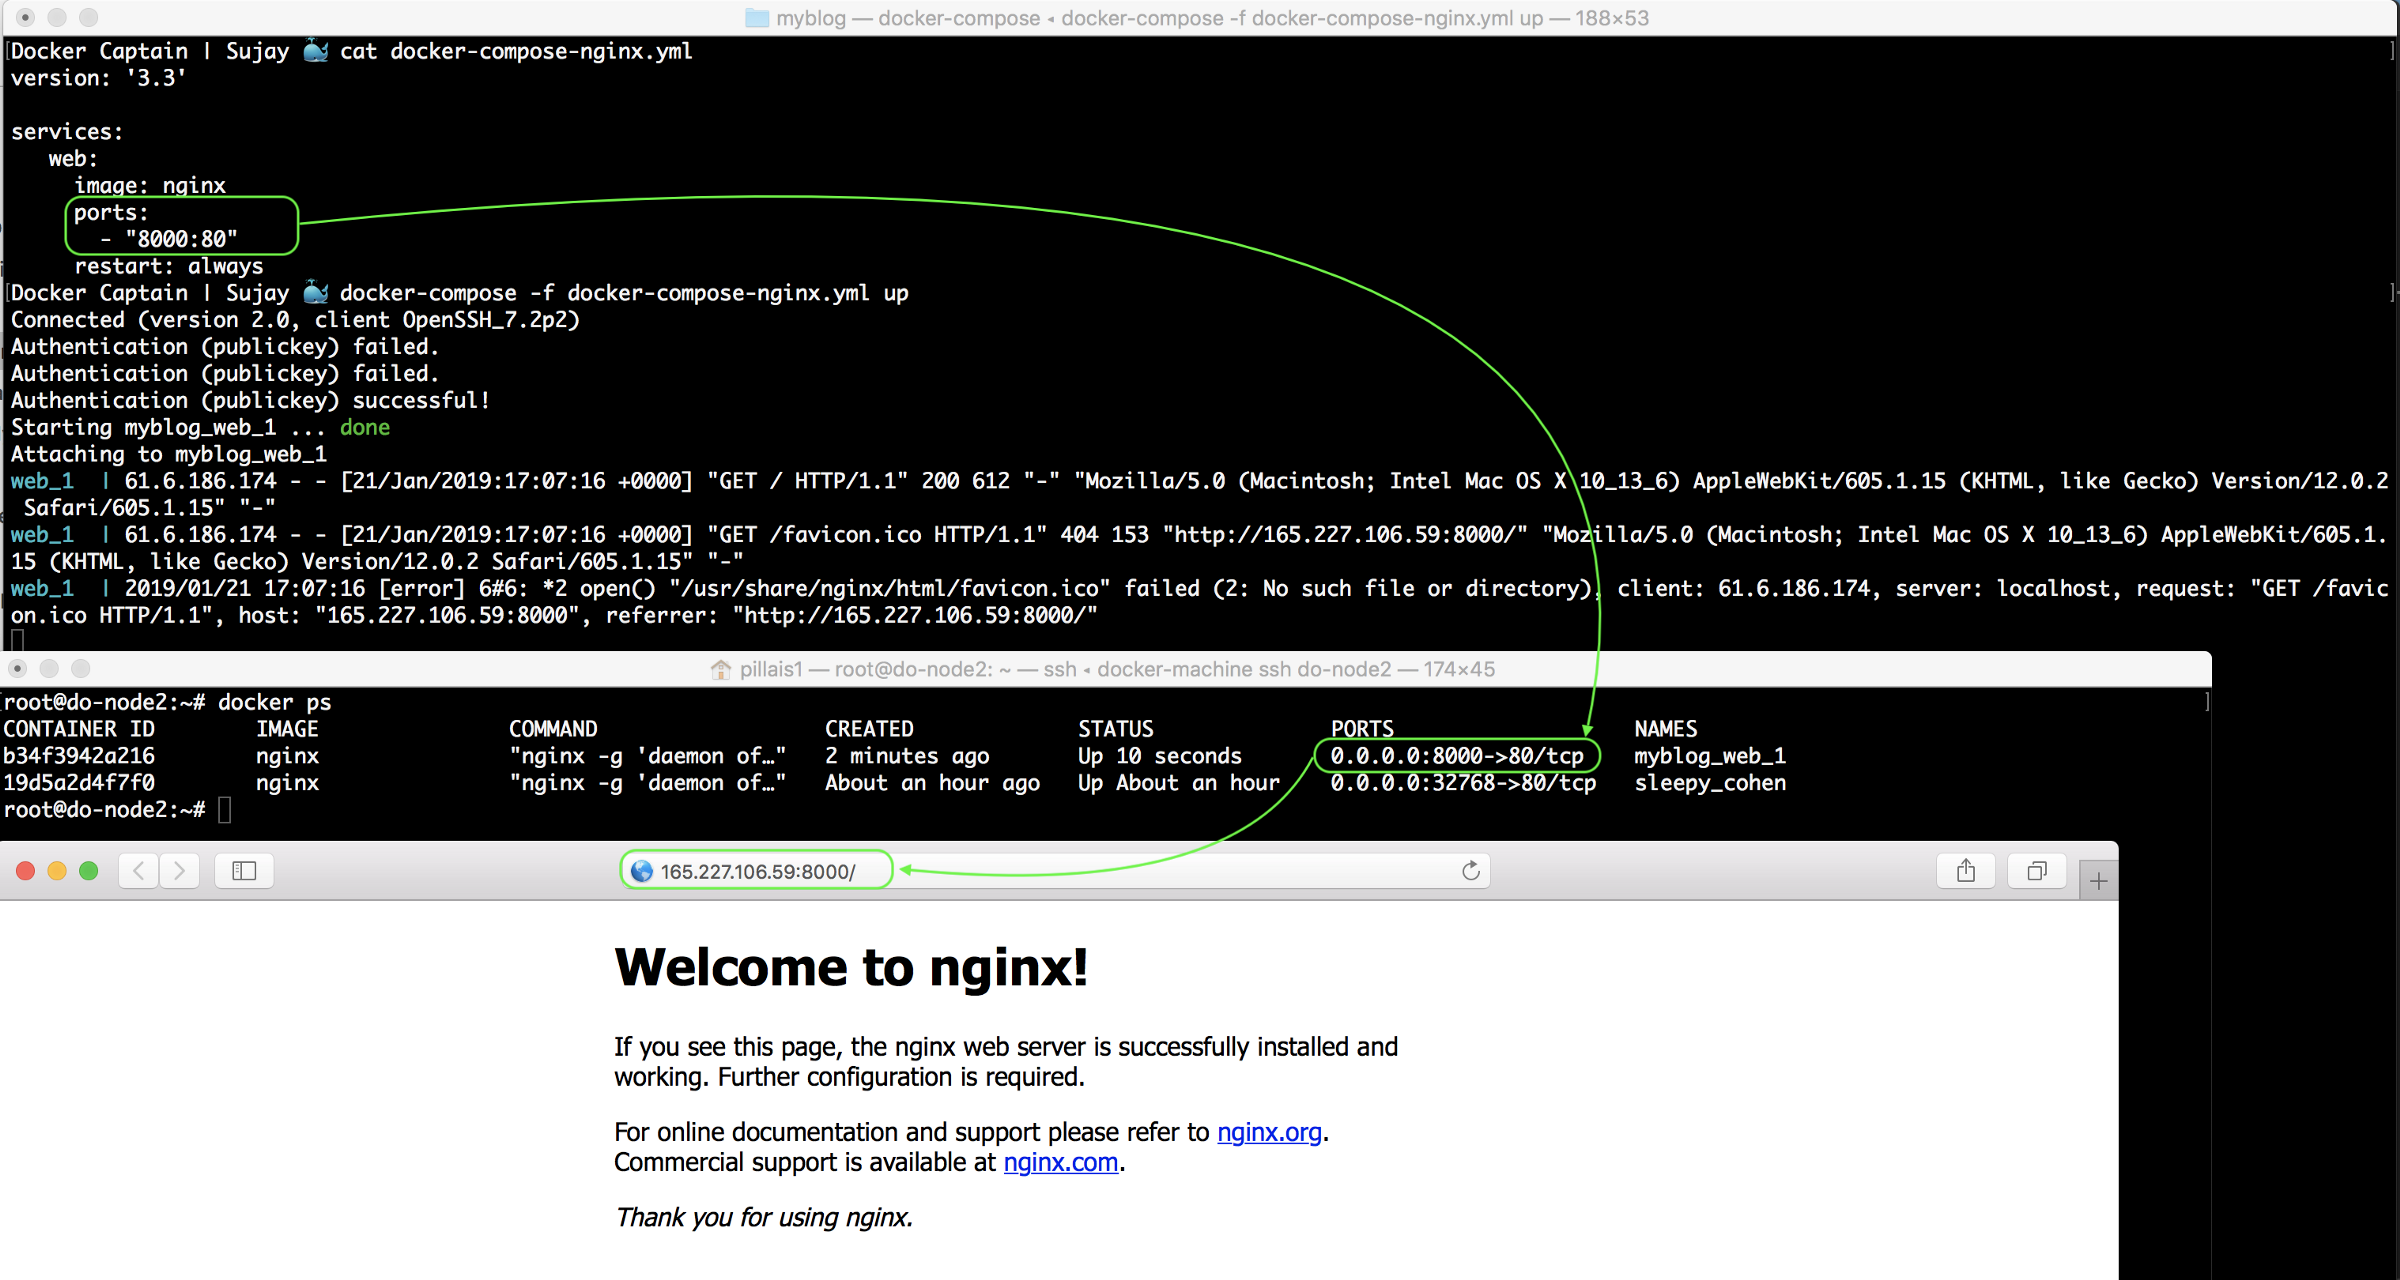 myblog — docker-compose ◂ docker-compose -f docker-compose-nginx.yml up — 188×53
[Docker Captain | Sujay 🐳 cat docker-compose-nginx.yml ]
version: '3.3'
services:
web:
image: nginx
ports:
- "8000:80"
restart: always
[Docker Captain | Sujay 🐳 docker-compose -f docker-compose-nginx.yml up ]
Connected (version 2.0, client OpenSSH_7.2p2)
Authentication (publickey) failed.
Authentication (publickey) failed.
Authentication (publickey) successful!
Starting myblog_web_1 ... done
Attaching to myblog_web_1
web_1 | 61.6.186.174 - - [21/Jan/2019:17:07:16 +0000] "GET / HTTP/1.1" 200 612 "-" "Mozilla/5.0 (Macintosh; Intel Mac OS X 10_13_6) AppleWebKit/605.1.15 (KHTML, like Gecko) Version/12.0.2
Safari/605.1.15" "-"
web_1 | 61.6.186.174 - - [21/Jan/2019:17:07:16 +0000] "GET /favicon.ico HTTP/1.1" 404 153 "http://165.227.106.59:8000/" "Mozilla/5.0 (Macintosh; Intel Mac OS X 10_13_6) AppleWebKit/605.1.
15 (KHTML, like Gecko) Version/12.0.2 Safari/605.1.15" "-"
web_1 | 2019/01/21 17:07:16 [error] 6#6: *2 open() "/usr/share/nginx/html/favicon.ico" failed (2: No such file or directory), client: 61.6.186.174, server: localhost, request: "GET /favic
on.ico HTTP/1.1", host: "165.227.106.59:8000", referrer: "http://165.227.106.59:8000/"
pillais1 — root@do-node2: ~ — ssh ◂ docker-machine ssh do-node2 — 174×45
[root@do-node2:~# docker ps ]
CONTAINER ID IMAGE COMMAND CREATED STATUS PORTS NAMES
b34f3942a216 nginx "nginx -g 'daemon of…" 2 minutes ago Up 10 seconds 0.0.0.0:8000->80/tcp myblog_web_1
19d5a2d4f7f0 nginx "nginx -g 'daemon of…" About an hour ago Up About an hour 0.0.0.0:32768->80/tcp sleepy_cohen
root@do-node2:~#
165.227.106.59:8000/
Welcome to nginx!
If you see this page, the nginx web server is successfully installed and
working. Further configuration is required.
For online documentation and support please refer to nginx.org.
Commercial support is available at nginx.com.
Thank you for using nginx.